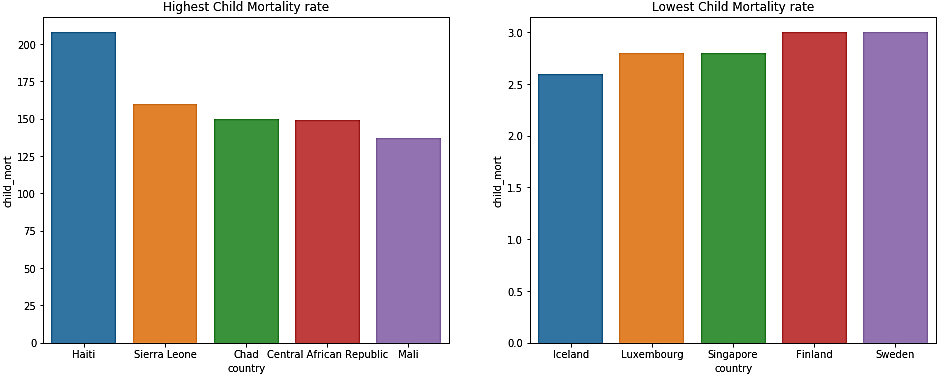 Highest Child Mortality rate
200
175
150
125
100
75
50
25
0
child_mort
Haiti Sierra Leone Chad Central African Republic Mali
country
Lowest Child Mortality rate
3.0
2.5
2.0
1.5
1.0
0.5
0.0
child_mort
Iceland Luxembourg Singapore Finland Sweden
country